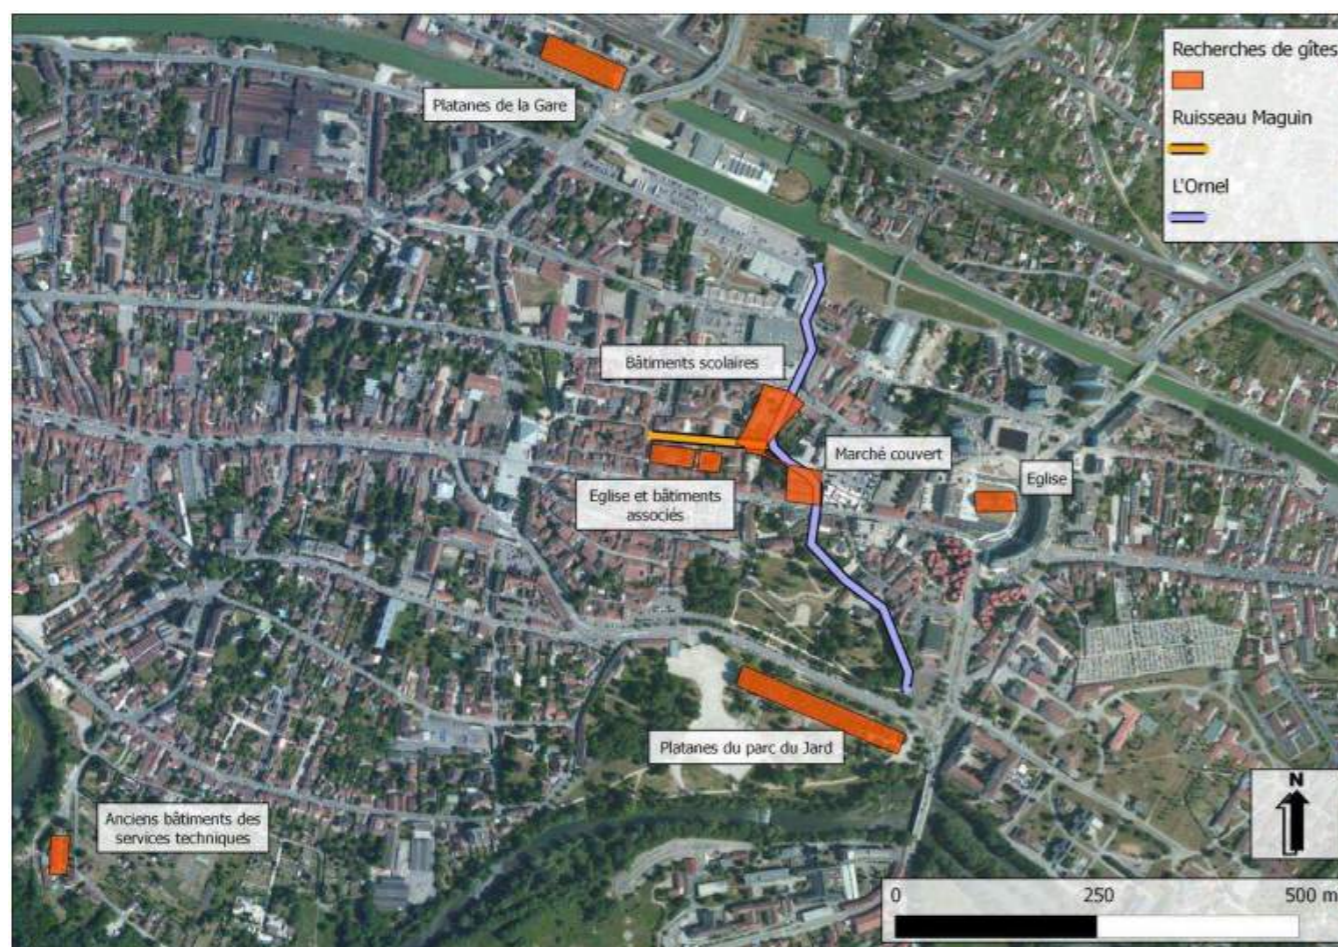 Recherches de gîtes
Ruisseau Maguin
L'Ornel
Platanes de la Gare
Bâtiments scolaires
Marché couvert
Eglise
Eglise et bâtiments
associés
Platanes du parc du Jard
Anciens bâtiments des
services techniques
N
0 250 500 m